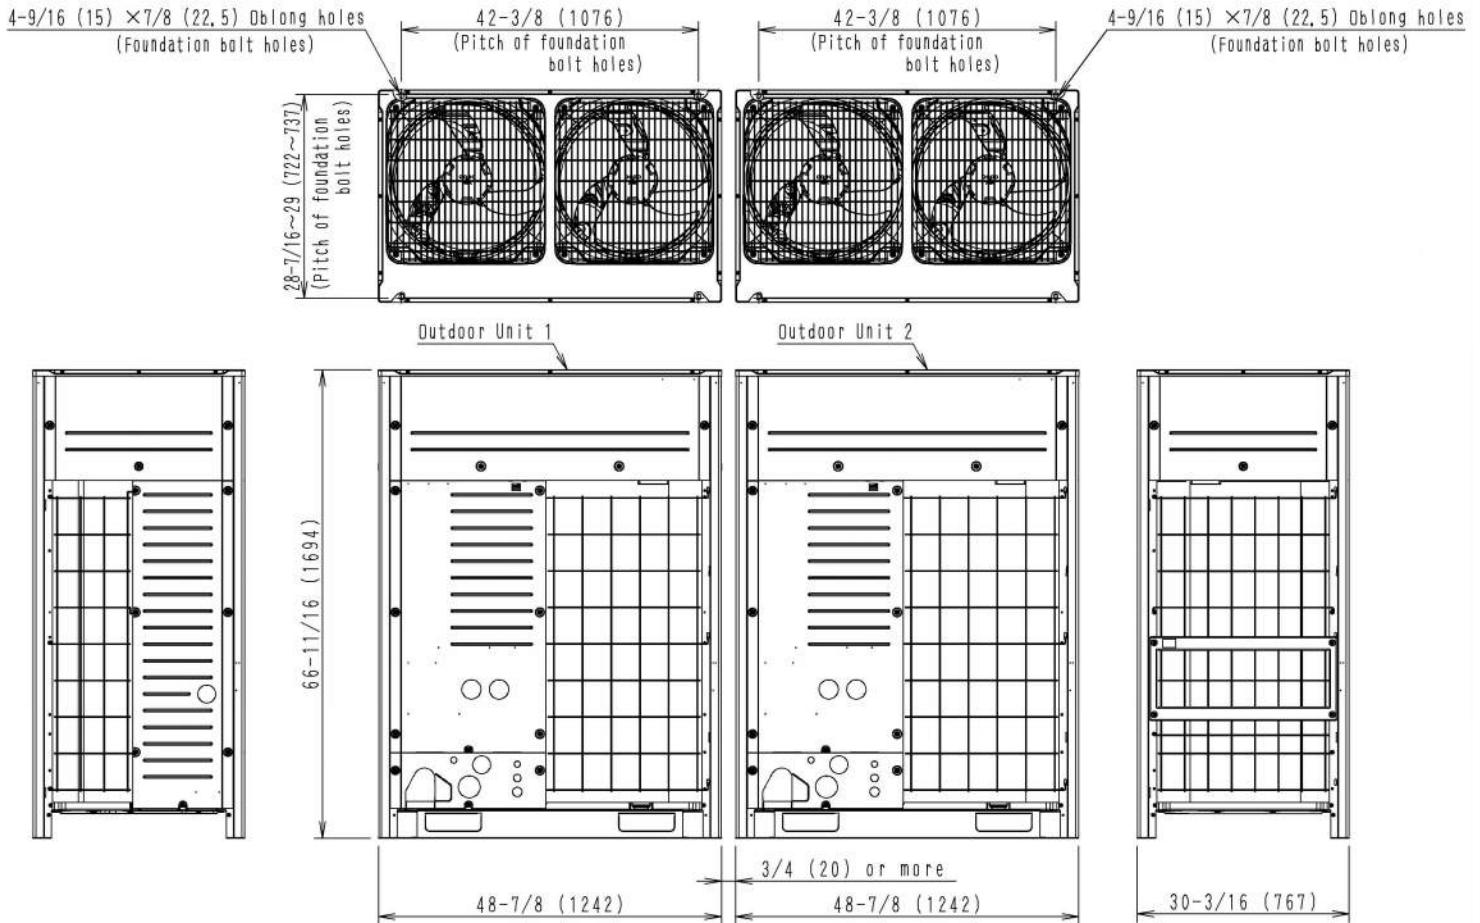 4-9/16 (15) ×7/8 (22.5) Oblong holes
(Foundation bolt holes)
42-3/8 (1076)
(Pitch of foundation
bolt holes)
42-3/8 (1076)
(Pitch of foundation
bolt holes)
4-9/16 (15) ×7/8 (22.5) Oblong holes
(Foundation bolt holes)
28-7/16~29 (722~737)
(Pitch of foundation
bolt holes)
Outdoor Unit 1
Outdoor Unit 2
66-11/16 (1694)
3/4 (20) or more
48-7/8 (1242)
48-7/8 (1242)
30-3/16 (767)